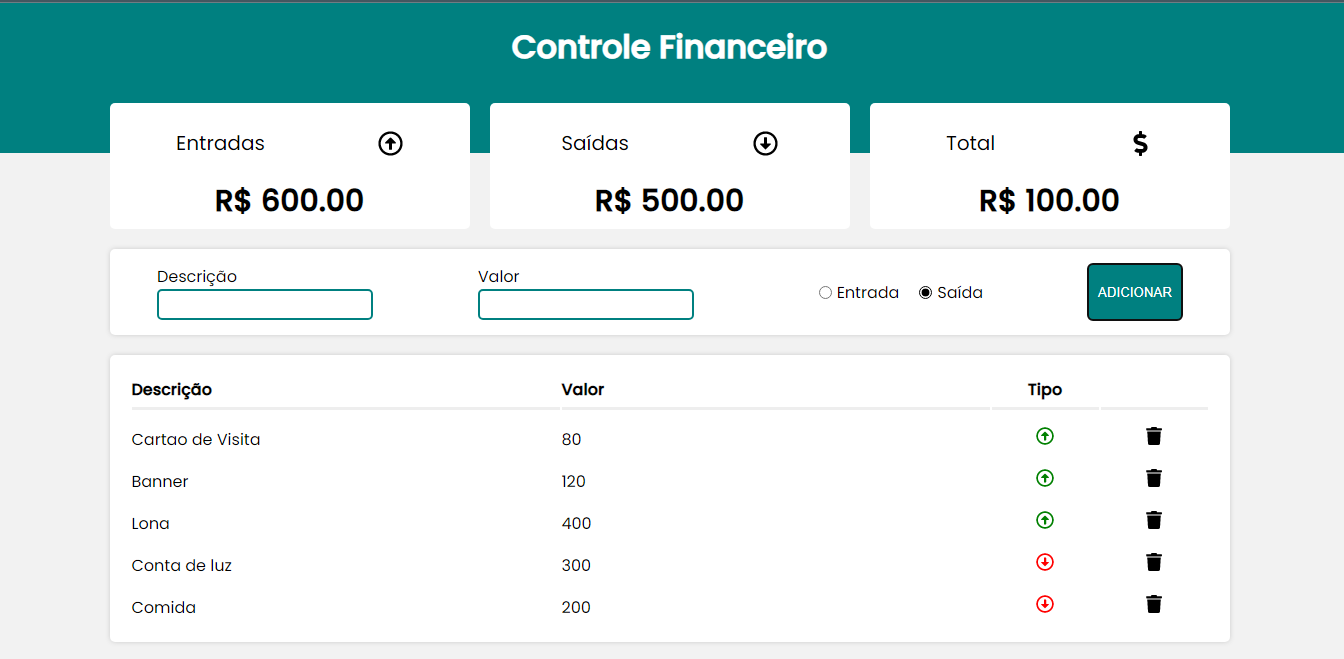 Controle Financeiro
Entradas
R$ 600.00
Saídas
R$ 500.00
Total
$
R$ 100.00
Descrição
Valor
Entrada Saída
ADICIONAR
Descrição Valor Tipo
Cartao de Visita 80
Banner 120
Lona 400
Conta de luz 300
Comida 200